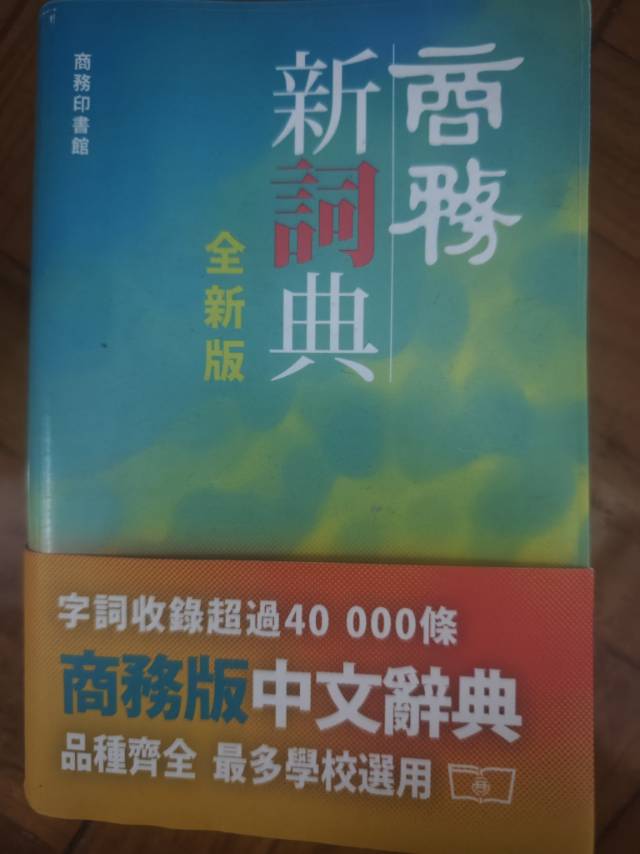 商務
新詞典
全新版
商務印書館
字詞收錄超過40 000條
商務版中文辭典
品種齊全 最多學校選用
商